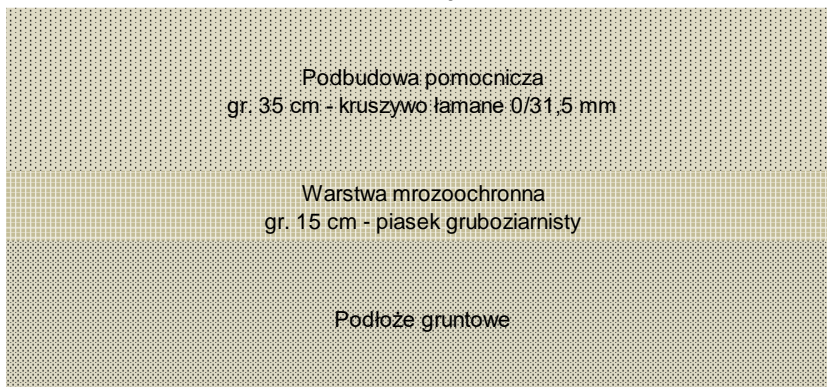 Podbudowa pomocnicza
gr. 35 cm - kruszywo łamane 0/31,5 mm
Warstwa mrozoochronna
gr. 15 cm - piasek gruboziarnisty
Podłoże gruntowe